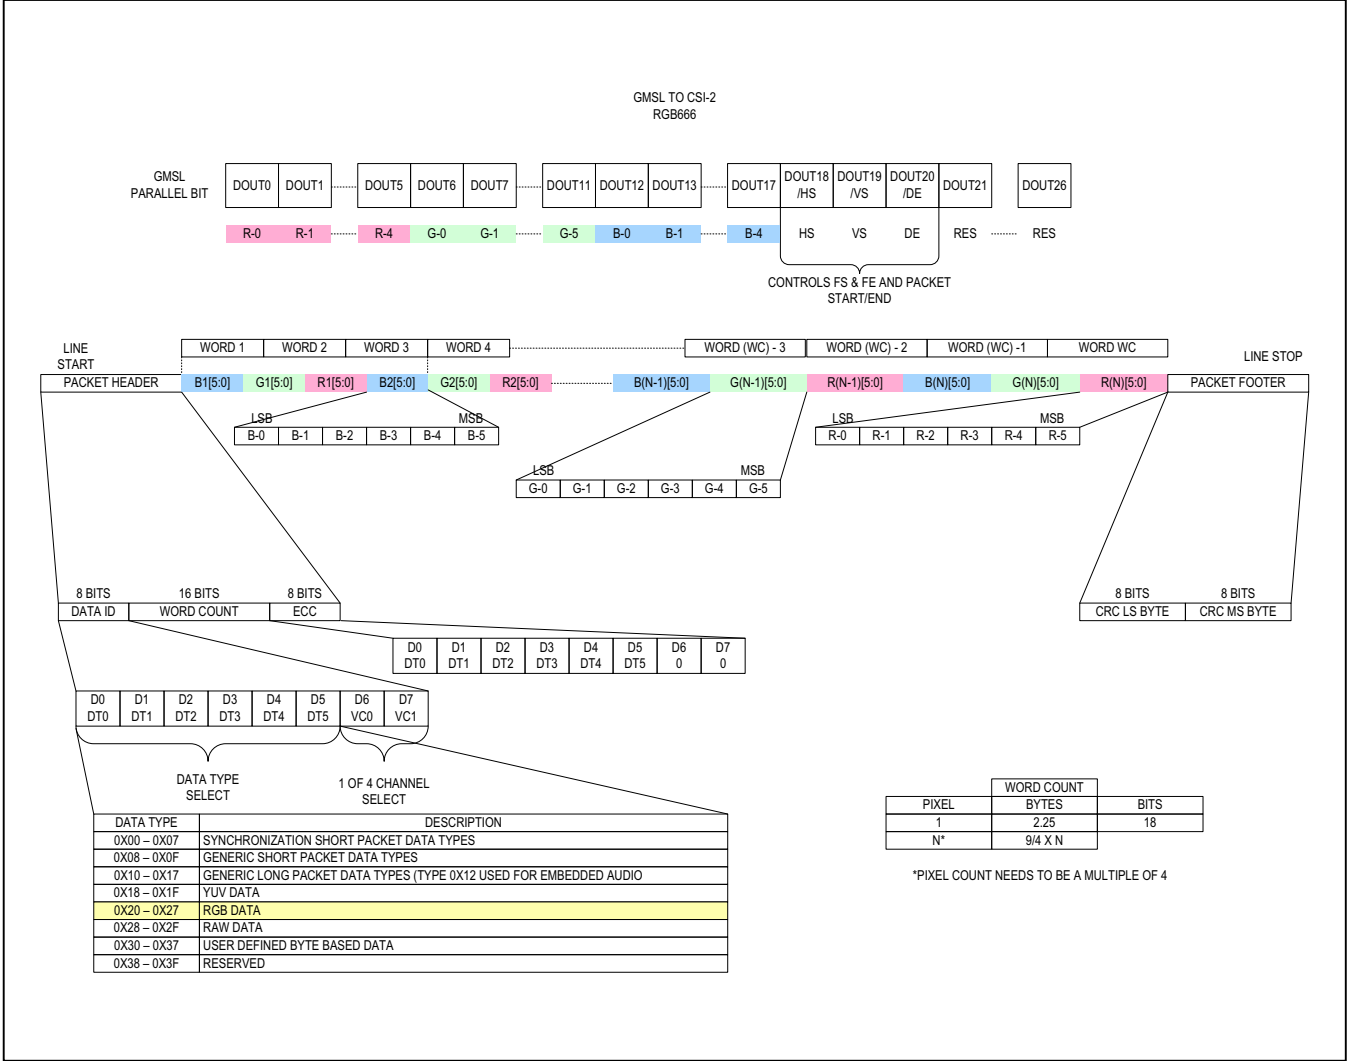 GMSL TO CSI-2
RGB666
GMSL
PARALLEL BIT
DOUT0 DOUT1 DOUT5 DOUT6 DOUT7 DOUT11 DOUT12 DOUT13 DOUT17 DOUT18 /HS DOUT19 /VS DOUT20 /DE DOUT21 DOUT26
R-0 R-1 R-4 G-0 G-1 G-5 B-0 B-1 B-4 HS VS DE RES RES
CONTROLS FS & FE AND PACKET
START/END
LINE
START
WORD 1 WORD 2 WORD 3 WORD 4 WORD (WC) - 3 WORD (WC) - 2 WORD (WC) -1 WORD WC
LINE STOP
PACKET HEADER B1[5:0] G1[5:0] R1[5:0] B2[5:0] G2[5:0] R2[5:0] B(N-1)[5:0] G(N-1)[5:0] R(N-1)[5:0] B(N)[5:0] G(N)[5:0] R(N)[5:0] PACKET FOOTER
LSB MSB LSB MSB
B-0 B-1 B-2 B-3 B-4 B-5 R-0 R-1 R-2 R-3 R-4 R-5
LSB MSB
G-0 G-1 G-2 G-3 G-4 G-5
8 BITS 16 BITS 8 BITS 8 BITS 8 BITS
DATA ID WORD COUNT ECC CRC LS BYTE CRC MS BYTE
D0 D1 D2 D3 D4 D5 D6 D7
DT0 DT1 DT2 DT3 DT4 DT5 0 0
D0 D1 D2 D3 D4 D5 D6 D7
DT0 DT1 DT2 DT3 DT4 DT5 VC0 VC1
DATA TYPE
SELECT
1 OF 4 CHANNEL
SELECT
DATA TYPE DESCRIPTION
0X00 – 0X07 SYNCHRONIZATION SHORT PACKET DATA TYPES
0X08 – 0X0F GENERIC SHORT PACKET DATA TYPES
0X10 – 0X17 GENERIC LONG PACKET DATA TYPES (TYPE 0X12 USED FOR EMBEDDED AUDIO
0X18 – 0X1F YUV DATA
0X20 – 0X27 RGB DATA
0X28 – 0X2F RAW DATA
0X30 – 0X37 USER DEFINED BYTE BASED DATA
0X38 – 0X3F RESERVED
WORD COUNT
PIXEL BYTES BITS
1 2.25 18
N* 9/4 X N
*PIXEL COUNT NEEDS TO BE A MULTIPLE OF 4